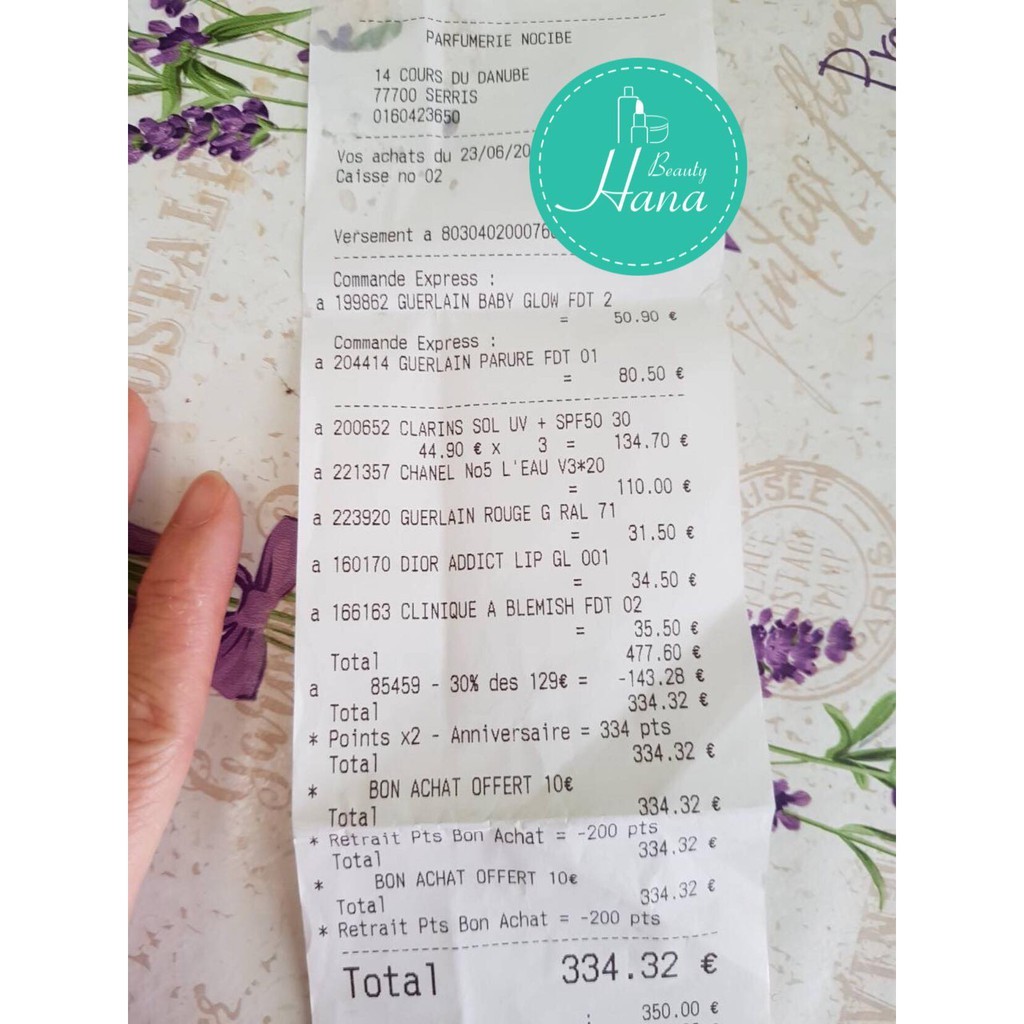 PARFUMERIE NOCIBE
14 COURS DU DANUBE
77700 SERRIS
0160423650
Beauty
Hana
Vos achats du 23/06/20
Caisse no 02
Versement a 803040200076
Commande Express :
a 199862 GUERLAIN BABY GLOW FDT 2
= 50.90 €
Commande Express :
a 204414 GUERLAIN PARURE FDT 01
= 80.50 €
a 200652 CLARINS SOL UV + SPF50 30
44.90 € x 3 = 134.70 €
a 221357 CHANEL No5 L'EAU V3*20
= 110.00 €
a 223920 GUERLAIN ROUGE G RAL 71
= 31.50 €
a 160170 DIOR ADDICT LIP GL 001
= 34.50 €
a 166163 CLINIQUE A BLEMISH FDT 02
= 35.50 €
Total 477.60 €
a 85459 - 30% des 129€ = -143.28 €
Total 334.32 €
* Points x2 - Anniversaire = 334 pts
Total 334.32 €
* BON ACHAT OFFERT 10€
Total 334.32 €
* Retrait Pts Bon Achat = -200 pts
Total 334.32 €
* BON ACHAT OFFERT 10€
Total 334.32 €
* Retrait Pts Bon Achat = -200 pts
Total 334.32 €
: 350.00 €
Vintage
PARIS